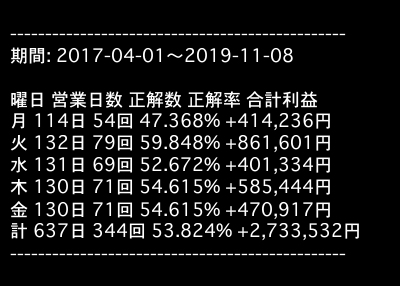 ------------------------------------------------
期間: 2017-04-01〜2019-11-08
曜日 営業日数 正解数 正解率 合計利益
月 114日 54回 47.368% +414,236円
火 132日 79回 59.848% +861,601円
水 131日 69回 52.672% +401,334円
木 130日 71回 54.615% +585,444円
金 130日 71回 54.615% +470,917円
計 637日 344回 53.824% +2,733,532円
------------------------------------------------